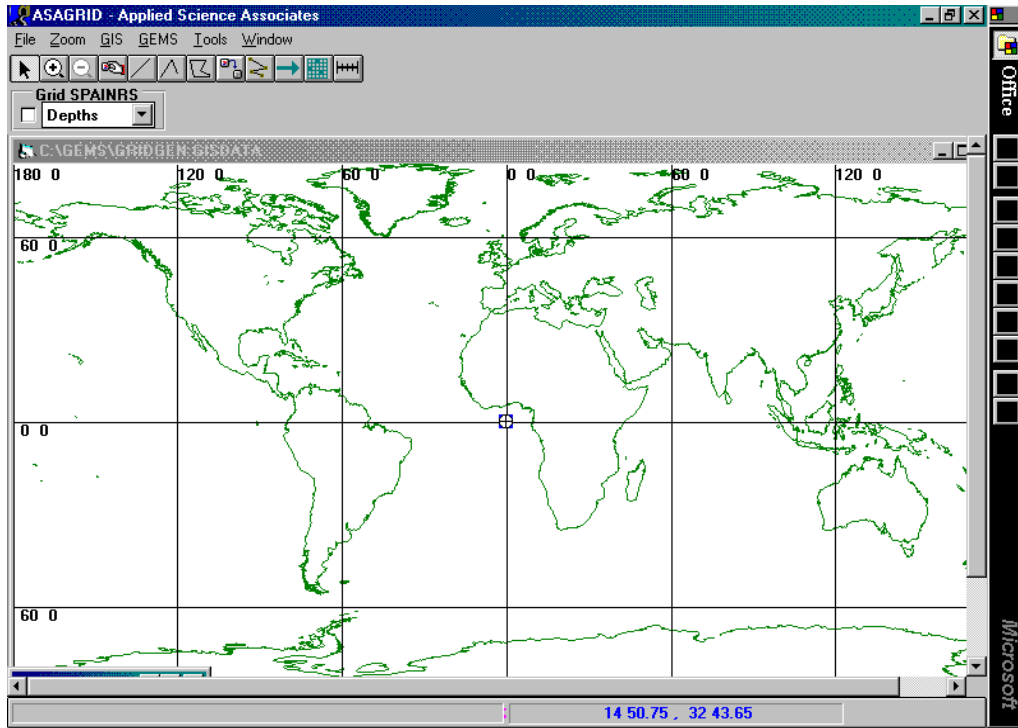 ASAGRID - Applied Science Associates
File Zoom GIS GEMS Tools Window
Grid SPAINRS
Depths
C:\GEMS\GRIDGEN\GISDATA
180 0 120 0 60 0 0 0 60 0 120 0
60 0
0 0
60 0
14 50.75 , 32 43.65
Office
Microsoft